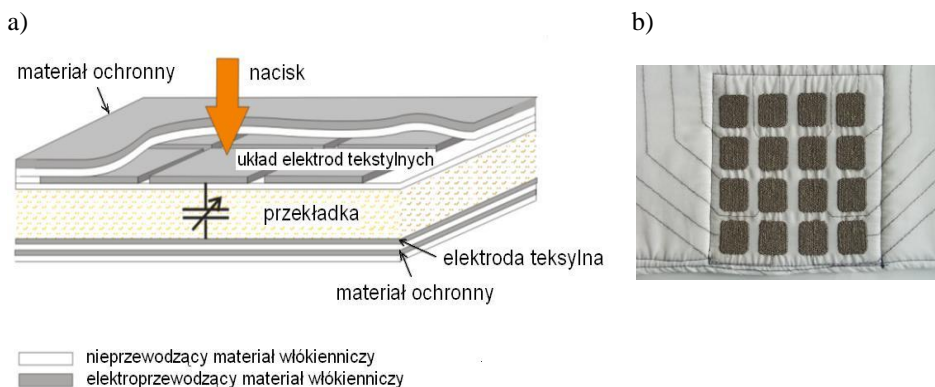 a)
b)
materiał ochronny
nacisk
układ elektrod tekstylnych
przekładka
elektroda teksylna
materiał ochronny
nieprzewodzący materiał włókienniczy
elektroprzewodzący materiał włókienniczy